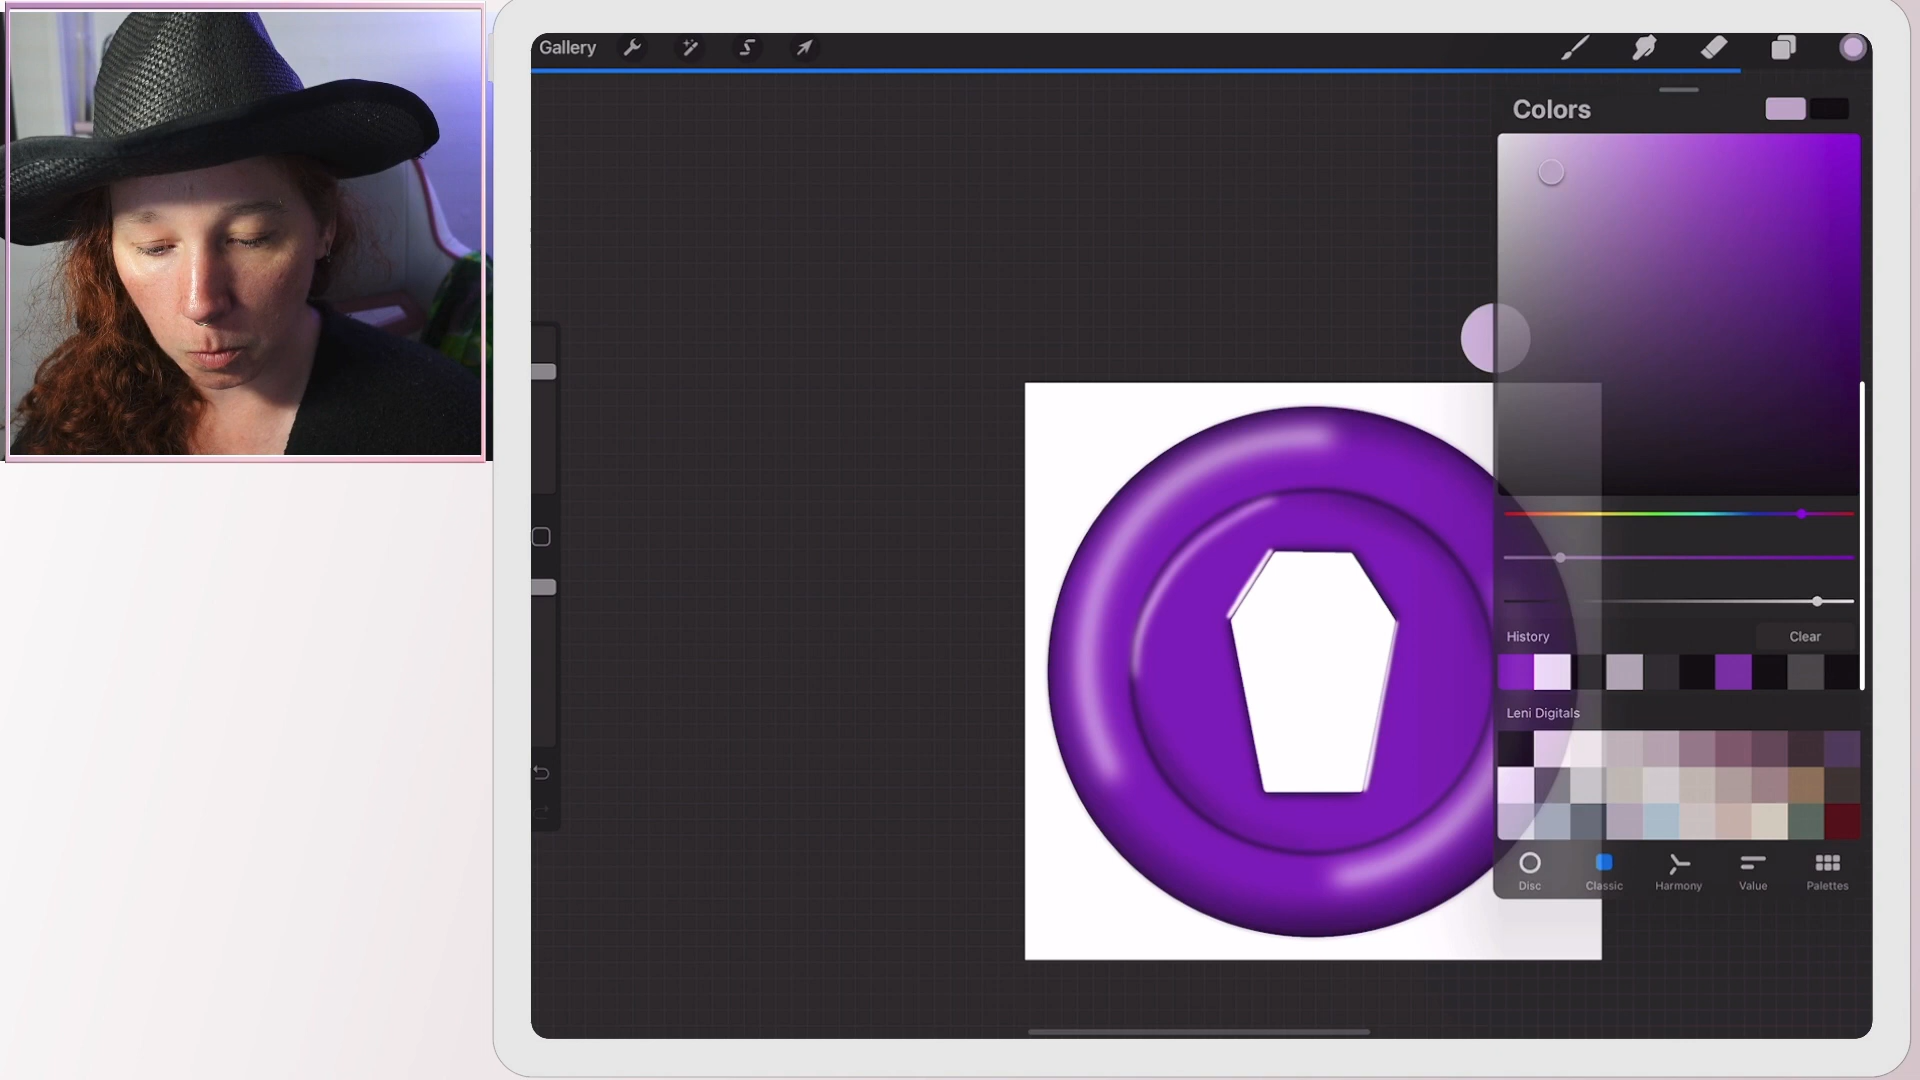 Gallery
Colors
History
Clear
Leni Digitals
Disc
Classic
Harmony
Value
Palettes